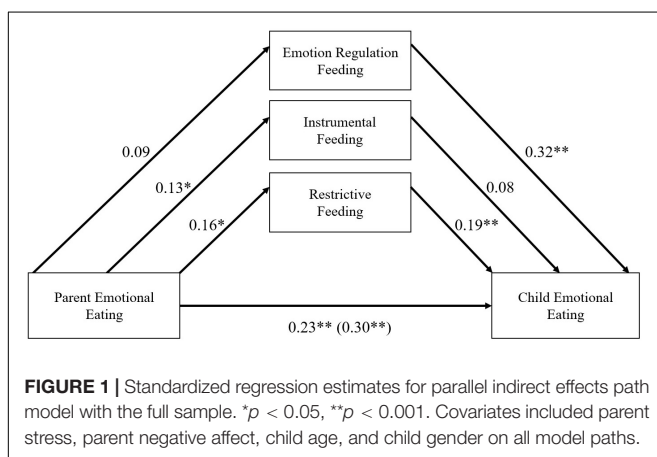 Emotion Regulation
Feeding
Instrumental
Feeding
Restrictive
Feeding
0.09
0.13*
0.16*
0.32**
0.08
0.19**
Parent Emotional
Eating
Child Emotional
Eating
0.23** (0.30**)
FIGURE 1 | Standardized regression estimates for parallel indirect effects path
model with the full sample. *p < 0.05, **p < 0.001. Covariates included parent
stress, parent negative affect, child age, and child gender on all model paths.